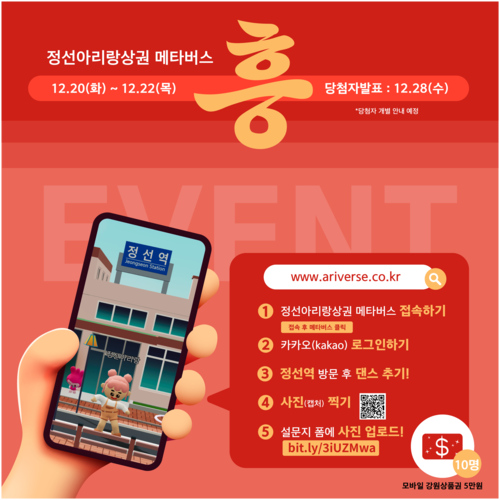 정선아리랑상권 메타버스
흥
12.20(화) ~ 12.22(목)
당첨자발표 : 12.28(수)
*당첨자 개별 안내 예정
EVENT
정선역
Jeongseon Station
www.ariverse.co.kr
1 정선아리랑상권 메타버스 접속하기
접속 후 메타버스 클릭
2 카카오(kakao) 로그인하기
3 정선역 방문 후 댄스 추기!
4 사진(캡처) 찍기
5 설문지 폼에 사진 업로드!
bit.ly/3iUZMwa
$
10명
모바일 강원상품권 5만원